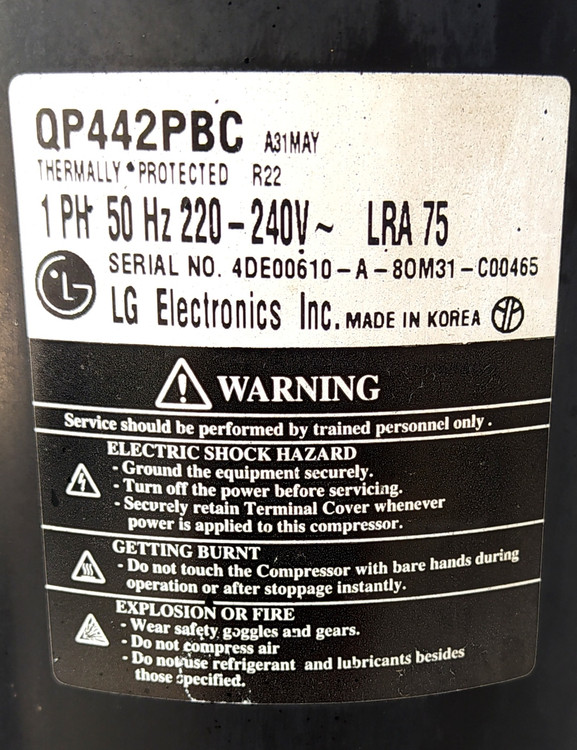 QP442PBC A31MAY
THERMALLY PROTECTED R22
1 PH 50 Hz 220-240V~ LRA 75
SERIAL NO. 4DE00610-A-80M31-C00465
LG
LG Electronics Inc. MADE IN KOREA
WARNING
Service should be performed by trained personnel only.
ELECTRIC SHOCK HAZARD
- Ground the equipment securely.
- Turn off the power before servicing.
- Securely retain Terminal Cover whenever
power is applied to this compressor.
GETTING BURNT
- Do not touch the Compressor with bare hands during
operation or after stoppage instantly.
EXPLOSION OR FIRE
- Wear safety goggles and gears.
- Do not compress air
- Do not use refrigerant and lubricants besides
those specified.